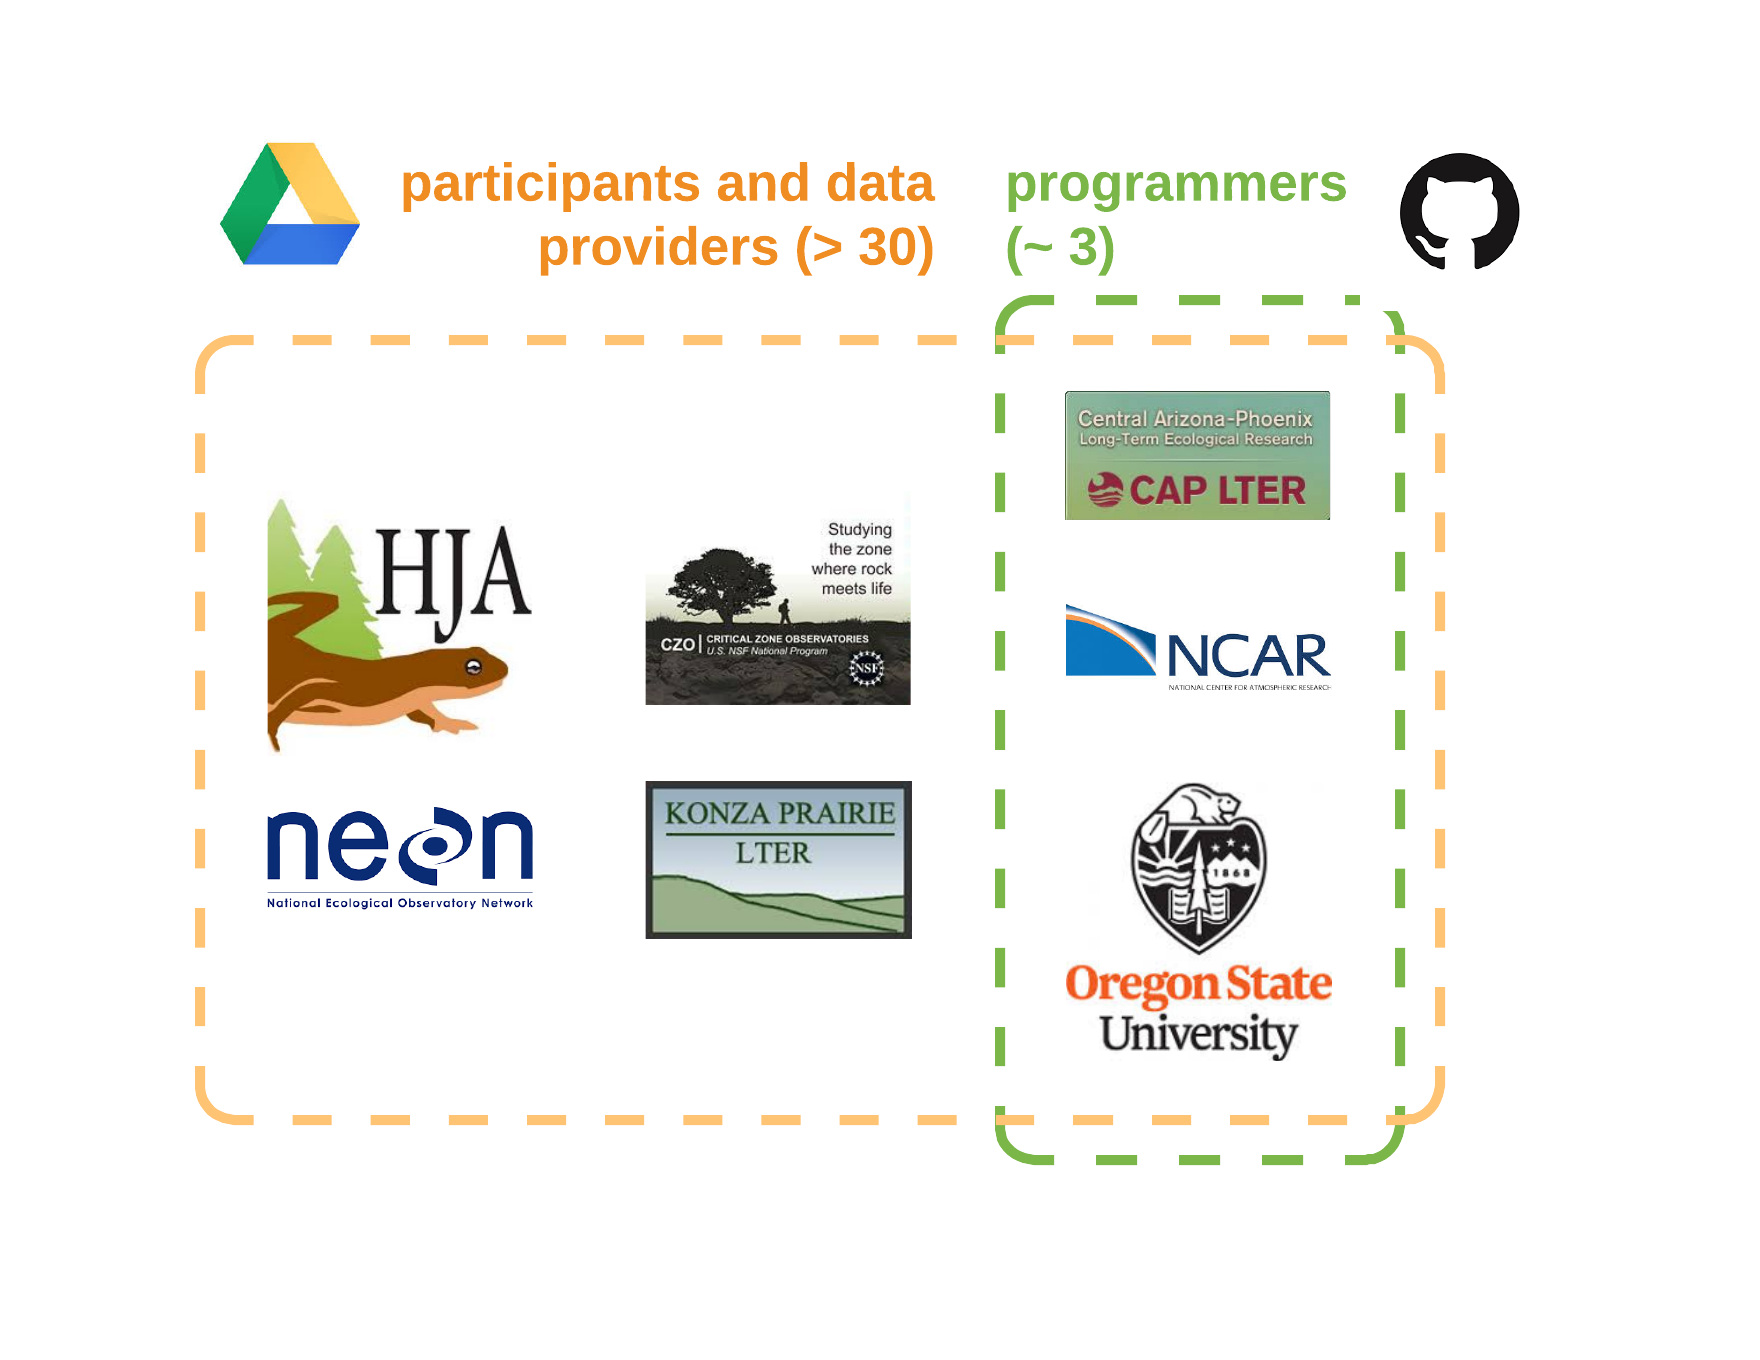 participants and data
providers (> 30)
programmers
(~ 3)
Central Arizona-Phoenix
Long-Term Ecological Research
CAP LTER
HJA
Studying
the zone
where rock
meets life
CZO
CRITICAL ZONE OBSERVATORIES
U.S. NSF National Program
NSF
NCAR
NATIONAL CENTER FOR ATMOSPHERIC RESEARCH
neon
National Ecological Observatory Network
KONZA PRAIRIE
LTER
1868
Oregon State
University